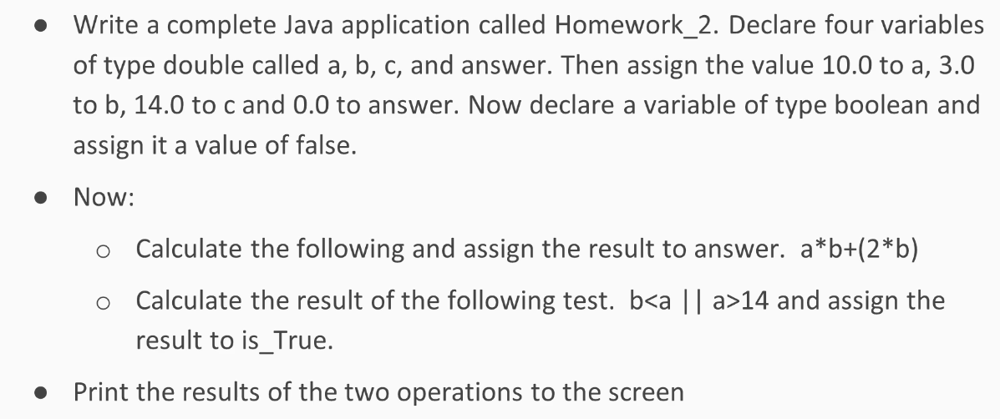 ● Write a complete Java application called Homework_2. Declare four variables
of type double called a, b, c, and answer. Then assign the value 10.0 to a, 3.0
to b, 14.0 to c and 0.0 to answer. Now declare a variable of type boolean and
assign it a value of false.
● Now:
○ Calculate the following and assign the result to answer. a*b+(2*b)
○ Calculate the result of the following test. b<a || a>14 and assign the
result to is_True.
● Print the results of the two operations to the screen